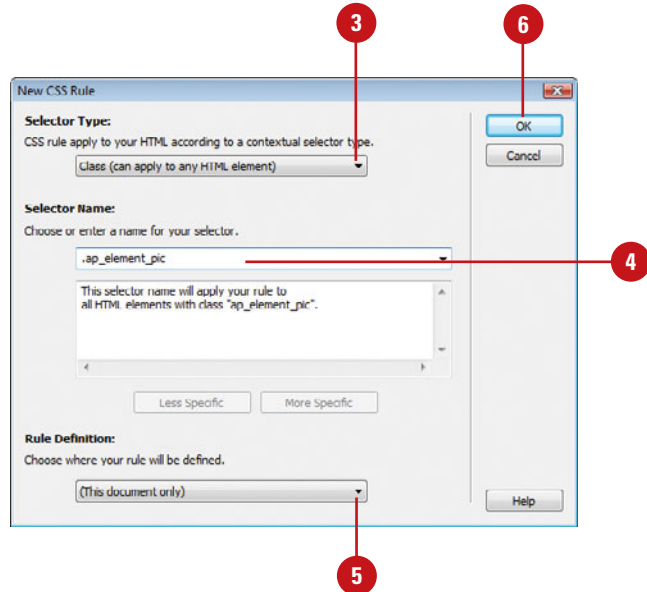 3
6
New CSS Rule
Selector Type:
OK
CSS rule apply to your HTML according to a contextual selector type.
Class (can apply to any HTML element)
Cancel
Selector Name:
Choose or enter a name for your selector.
.ap_element_pic
4
This selector name will apply your rule to
all HTML elements with class "ap_element_pic".
Less Specific
More Specific
Rule Definition:
Choose where your rule will be defined.
(This document only)
Help
5